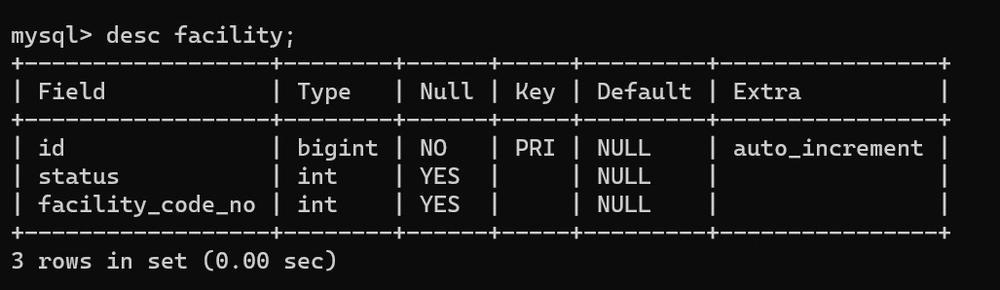 mysql> desc facility;
+------------------+--------+------+-----+---------+----------------+
| Field            | Type   | Null | Key | Default | Extra          |
+------------------+--------+------+-----+---------+----------------+
| id               | bigint | NO   | PRI | NULL    | auto_increment |
| status           | int    | YES  |     | NULL    |                |
| facility_code_no | int    | YES  |     | NULL    |                |
+------------------+--------+------+-----+---------+----------------+
3 rows in set (0.00 sec)